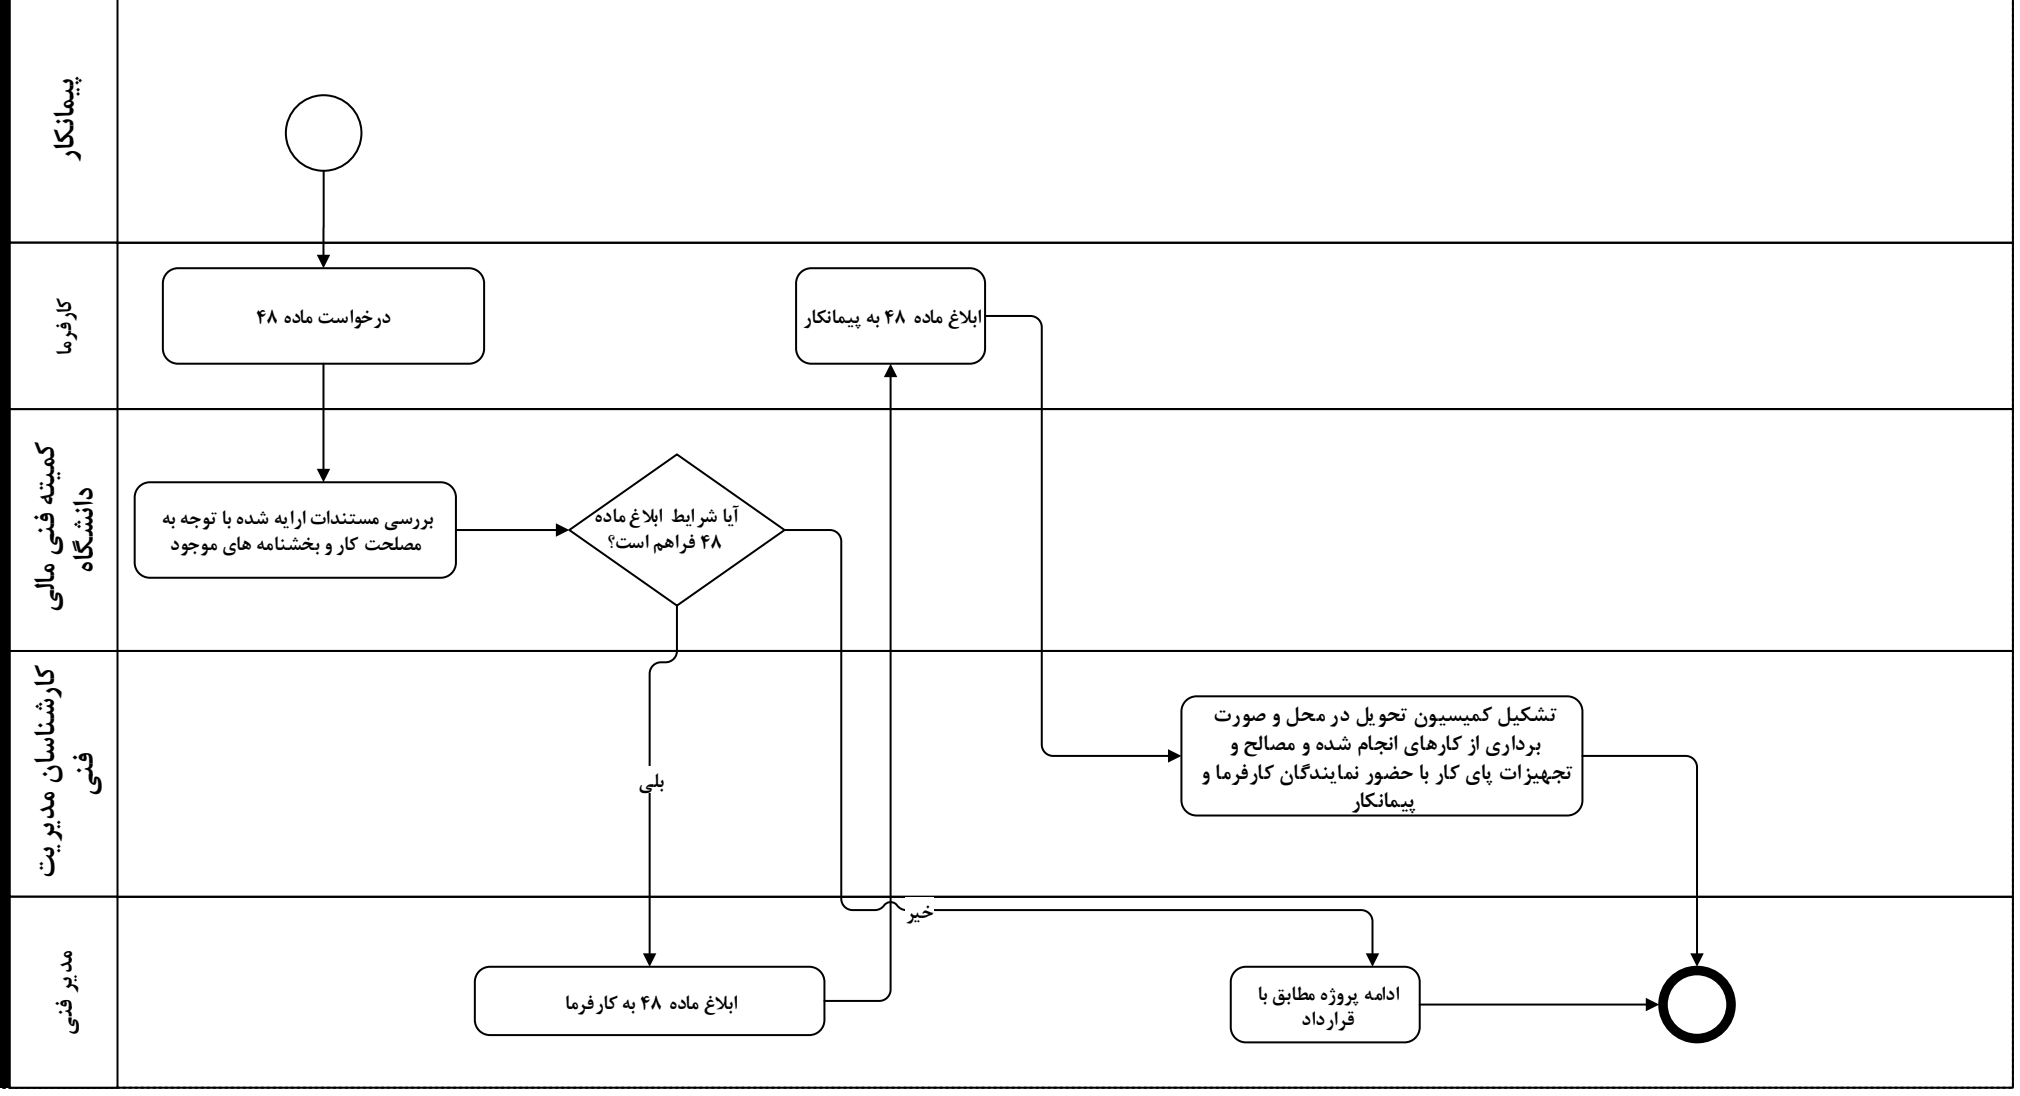 پیمانکار
کارفرما
درخواست ماده ۴۸
ابلاغ ماده ۴۸ به پیمانکار
کمیته فنی مالی
دانشگاه
بررسی مستندات ارایه شده با توجه به
مصلحت کار و بخشنامه های موجود
آیا شرایط ابلاغ ماده
۴۸ فراهم است؟
کارشناسان مدیریت
فنی
بلی
تشکیل کمیسیون تحویل در محل و صورت
برداری از کارهای انجام شده و مصالح و
تجهیزات پای کار با حضور نمایندگان کارفرما و
پیمانکار
مدیر فنی
خیر
ابلاغ ماده ۴۸ به کارفرما
ادامه پروژه مطابق با
قرارداد